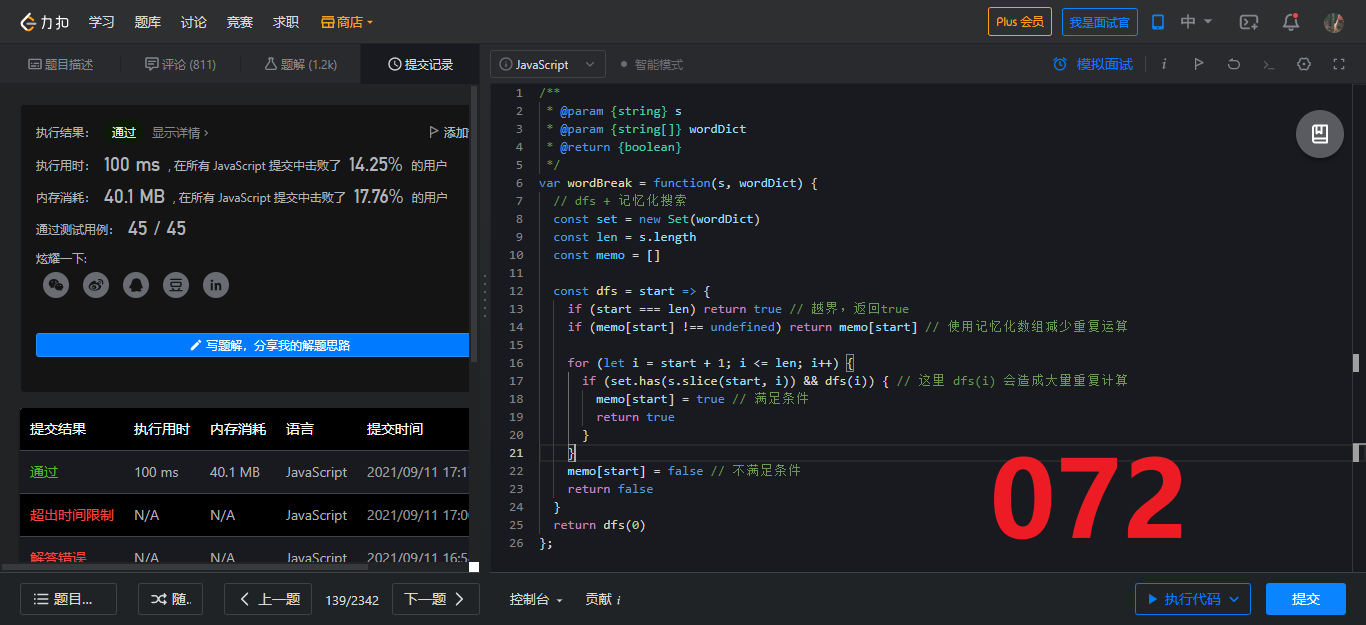 力扣 学习 题库 讨论 竞赛 求职 商店 Plus 会员 我是面试官 中
题目描述 评论 (811) 题解 (1.2k) 提交记录
JavaScript 智能模式 模拟面试 i
执行结果: 通过 显示详情 › 添加
执行用时: 100 ms , 在所有 JavaScript 提交中击败了 14.25% 的用户
内存消耗: 40.1 MB , 在所有 JavaScript 提交中击败了 17.76% 的用户
通过测试用例: 45 / 45
炫耀一下:
豆 in
写题解, 分享我的解题思路
提交结果 执行用时 内存消耗 语言 提交时间
通过 100 ms 40.1 MB JavaScript 2021/09/11 17:1
超出时间限制 N/A N/A JavaScript 2021/09/11 17:0
解答错误 N/A N/A JavaScript 2021/09/11 16:5
1 /**
2 * @param {string} s
3 * @param {string[]} wordDict
4 * @return {boolean}
5 */
6 var wordBreak = function(s, wordDict) {
7 // dfs + 记忆化搜索
8 const set = new Set(wordDict)
9 const len = s.length
10 const memo = []
11
12 const dfs = start => {
13 if (start === len) return true // 越界，返回true
14 if (memo[start] !== undefined) return memo[start] // 使用记忆化数组减少重复运算
15
16 for (let i = start + 1; i <= len; i++) {
17 if (set.has(s.slice(start, i)) && dfs(i)) { // 这里 dfs(i) 会造成大量重复计算
18 memo[start] = true // 满足条件
19 return true
20 }
21 }
22 memo[start] = false // 不满足条件
23 return false
24 }
25 return dfs(0)
26 };
072
题目... 随.. 上一题 139/2342 下一题 控制台 贡献 i 执行代码 提交